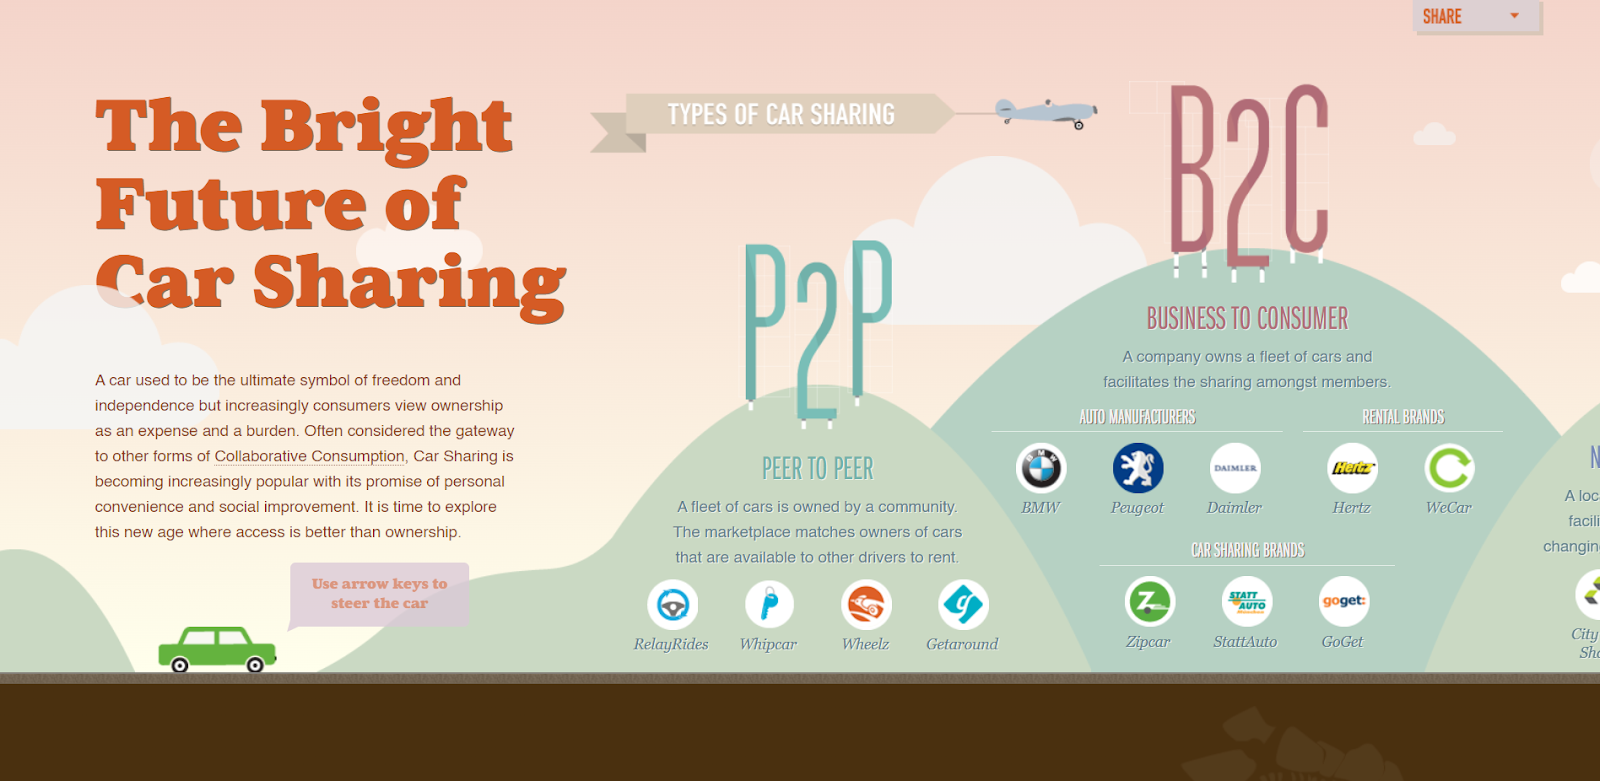 SHARE
The Bright
Future of
Car Sharing
A car used to be the ultimate symbol of freedom and
independence but increasingly consumers view ownership
as an expense and a burden. Often considered the gateway
to other forms of Collaborative Consumption, Car Sharing is
becoming increasingly popular with its promise of personal
convenience and social improvement. It is time to explore
this new age where access is better than ownership.
Use arrow keys to
steer the car
TYPES OF CAR SHARING
P2P
PEER TO PEER
A fleet of cars is owned by a community.
The marketplace matches owners of cars
that are available to other drivers to rent.
RelayRides Whipcar Wheelz Getaround
B2C
BUSINESS TO CONSUMER
A company owns a fleet of cars and
facilitates the sharing amongst members.
AUTO MANUFACTURERS
BMW
DAIMLER
BMW Peugeot Daimler
RENTAL BRANDS
Hertz
Hertz WeCar
CAR SHARING BRANDS
Z
STATT
AUTO
goget:
Zipcar StattAuto GoGet
N
A loc
facili
changing
City
Sha